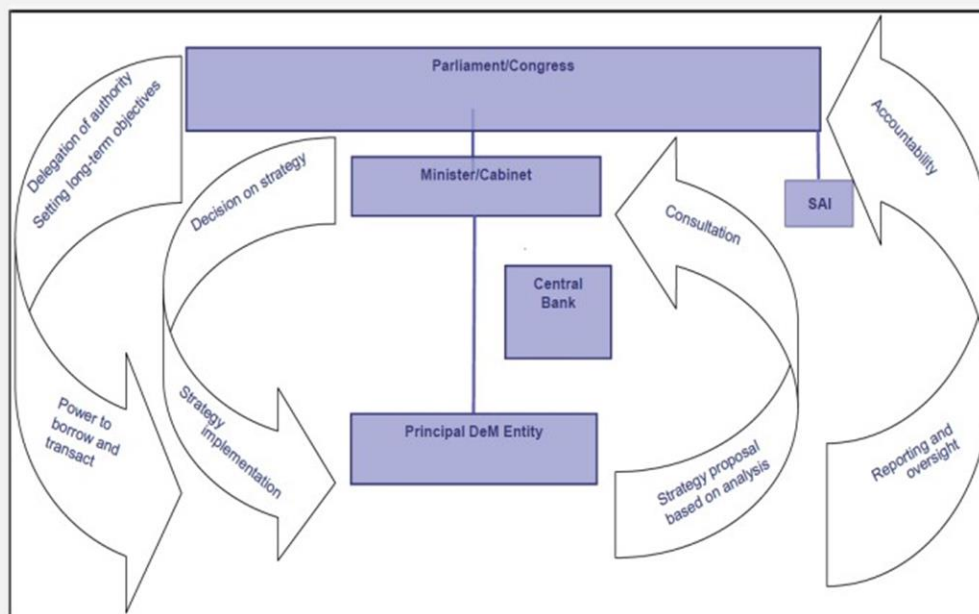 Parliament/Congress
Delegation of authority
Setting long-term objectives
Accountability
Minister/Cabinet
Decision on strategy
SAI
Consultation
Central
Bank
Principal DeM Entity
Power to
borrow and
transact
Strategy
implementation
Strategy proposal
based on analysis
Reporting and
oversight